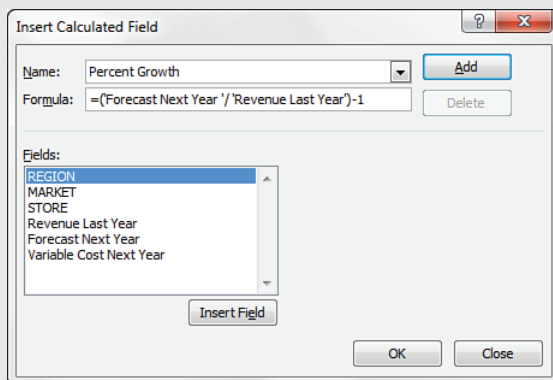 Insert Calculated Field
? X
Name: Percent Growth Add
Formula: =('Forecast Next Year '/ 'Revenue Last Year')-1 Delete
Fields:
REGION
MARKET
STORE
Revenue Last Year
Forecast Next Year
Variable Cost Next Year
Insert Field
OK Close